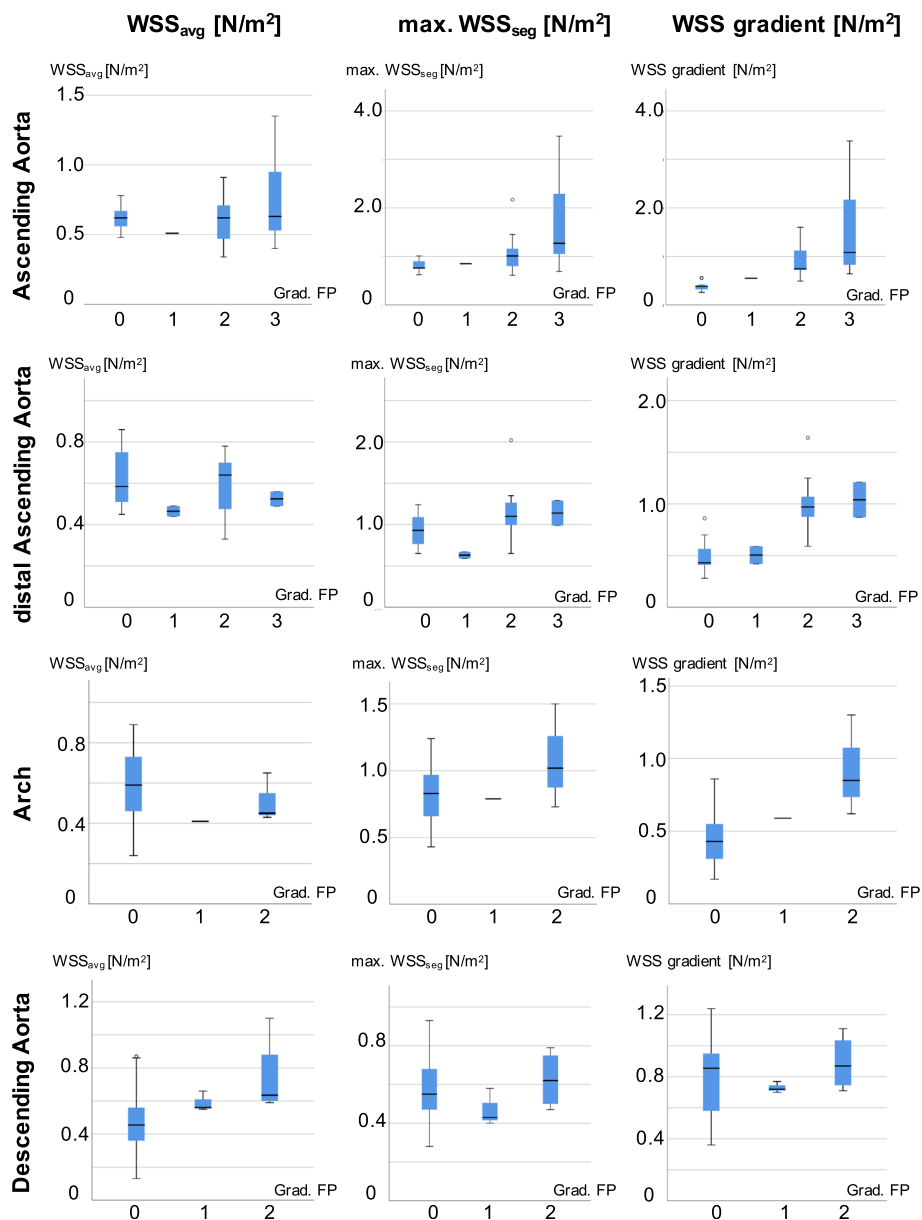 WSSavg [N/m²] max. WSSseg [N/m²] WSS gradient [N/m²]
Ascending Aorta
WSSavg [N/m²]
1.5
1.0
0.5
0
Grad. FP
0 1 2 3
max. WSSseg [N/m²]
4.0
2.0
0
Grad. FP
0 1 2 3
WSS gradient [N/m²]
4.0
2.0
0
Grad. FP
0 1 2 3
distal Ascending Aorta
WSSavg [N/m²]
0.8
0.4
0
Grad. FP
0 1 2 3
max. WSSseg [N/m²]
2.0
1.0
0
Grad. FP
0 1 2 3
WSS gradient [N/m²]
2.0
1.0
0
Grad. FP
0 1 2 3
Arch
WSSavg [N/m²]
0.8
0.4
0
Grad. FP
0 1 2
max. WSSseg [N/m²]
1.5
1.0
0.5
0
Grad. FP
0 1 2
WSS gradient [N/m²]
1.5
1.0
0.5
0
Grad. FP
0 1 2
Descending Aorta
WSSavg [N/m²]
1.2
0.8
0.4
0
Grad. FP
0 1 2
max. WSSseg [N/m²]
0.8
0.4
0
Grad. FP
0 1 2
WSS gradient [N/m²]
1.2
0.8
0.4
0
Grad. FP
0 1 2